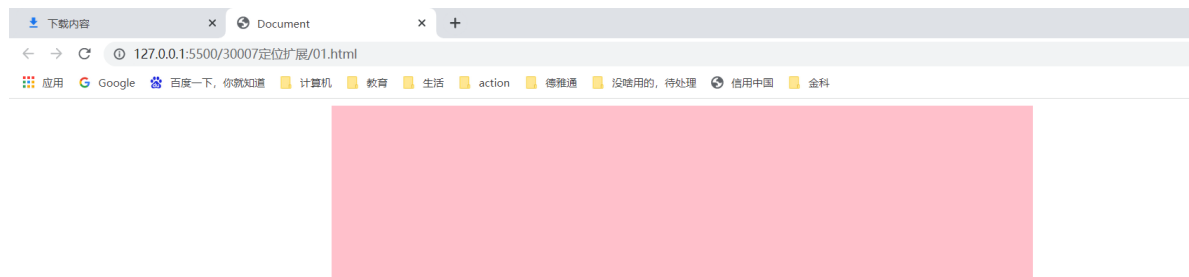 下载内容 Document
127.0.0.1:5500/30007定位扩展/01.html
应用 Google 百度一下，你就知道 计算机 教育 生活 action 德雅通 没啥用的，待处理 信用中国 金科